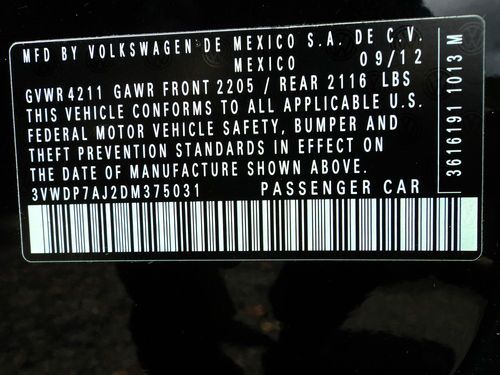 MFD BY VOLKSWAGEN DE MEXICO S.A. DE C.V.
MEXICO 09/12
GVWR 4211 GAWR FRONT 2205 / REAR 2116 LBS
THIS VEHICLE CONFORMS TO ALL APPLICABLE U.S.
FEDERAL MOTOR VEHICLE SAFETY, BUMPER AND
THEFT PREVENTION STANDARDS IN EFFECT ON
THE DATE OF MANUFACTURE SHOWN ABOVE.
3VWDP7AJ2DM375031 PASSENGER CAR
3616191 1013 M